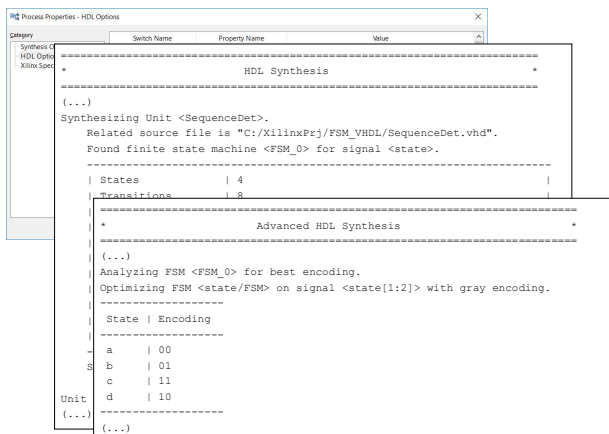 Process Properties - HDL Options
Category
Switch Name Property Name Value
Synthesis O
HDL Optio
Xilinx Spec
==========================================================================
* HDL Synthesis *
==========================================================================
(...)
Synthesizing Unit <SequenceDet>.
Related source file is "C:/XilinxPrj/FSM_VHDL/SequenceDet.vhd".
Found finite state machine <FSM_0> for signal <state>.
-----------------------------------------------------------------------
| States | 4 |
| Transitions | 8
S
Unit
(...)
==========================================================================
* Advanced HDL Synthesis *
==========================================================================
(...)
Analyzing FSM <FSM_0> for best encoding.
Optimizing FSM <state/FSM> on signal <state[1:2]> with gray encoding.
-------------------
State | Encoding
-------------------
a | 00
b | 01
c | 11
d | 10
-------------------
(...)